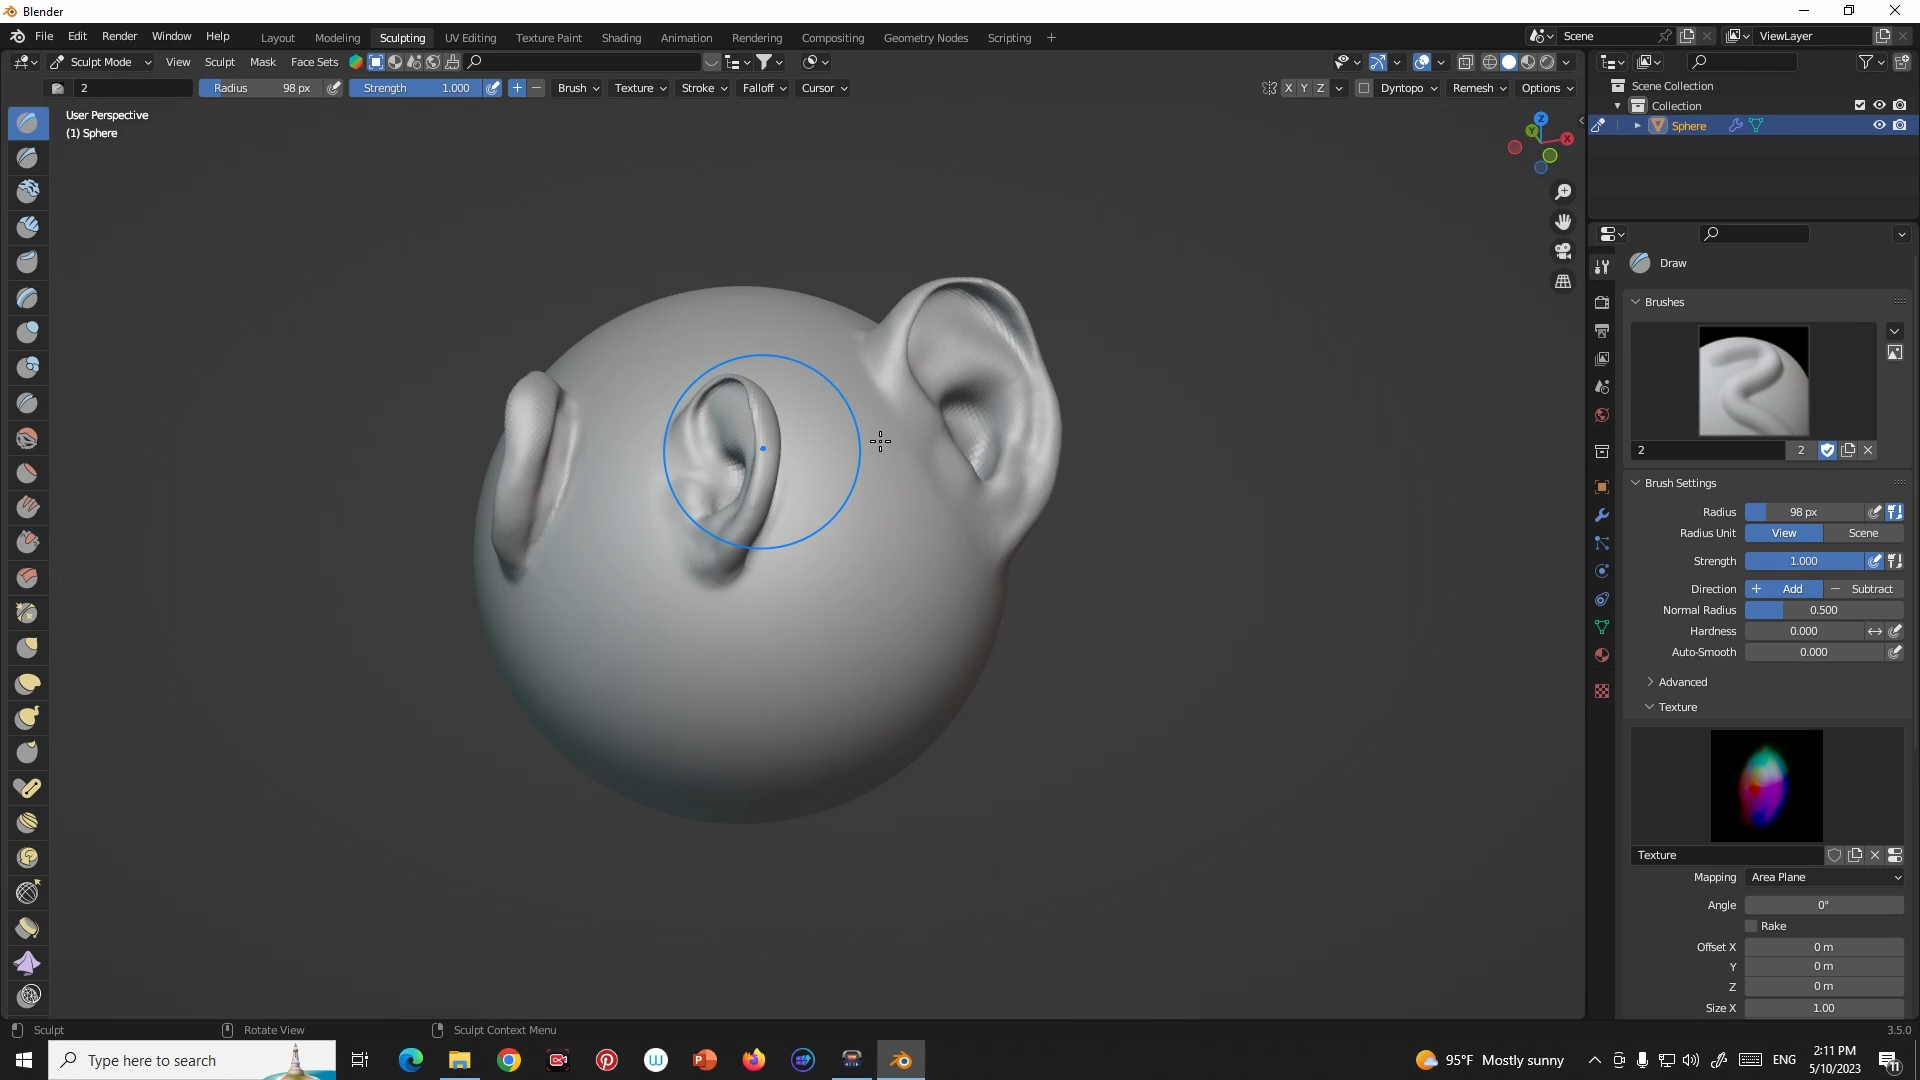 Blender
File Edit Render Window Help
Layout Modeling Sculpting UV Editing Texture Paint Shading Animation Rendering Compositing Geometry Nodes Scripting +
Scene
ViewLayer
Sculpt Mode View Sculpt Mask Face Sets
2 Radius 98 px Strength 1.000 Brush Texture Stroke Falloff Cursor
X Y Z Dyntopo Remesh Options
User Perspective
(1) Sphere
Z
Y
X
Scene Collection
Collection
Sphere
Draw
Brushes
2 2
Brush Settings
Radius 98 px
Radius Unit View Scene
Strength 1.000
Direction + Add − Subtract
Normal Radius 0.500
Hardness 0.000
Auto-Smooth 0.000
Advanced
Texture
Texture
Mapping Area Plane
Angle 0°
Rake
Offset X 0 m
Y 0 m
Z 0 m
Size X 1.00
Sculpt Rotate View Sculpt Context Menu
3.5.0
Type here to search
95°F Mostly sunny
ENG
2:11 PM
5/10/2023
11